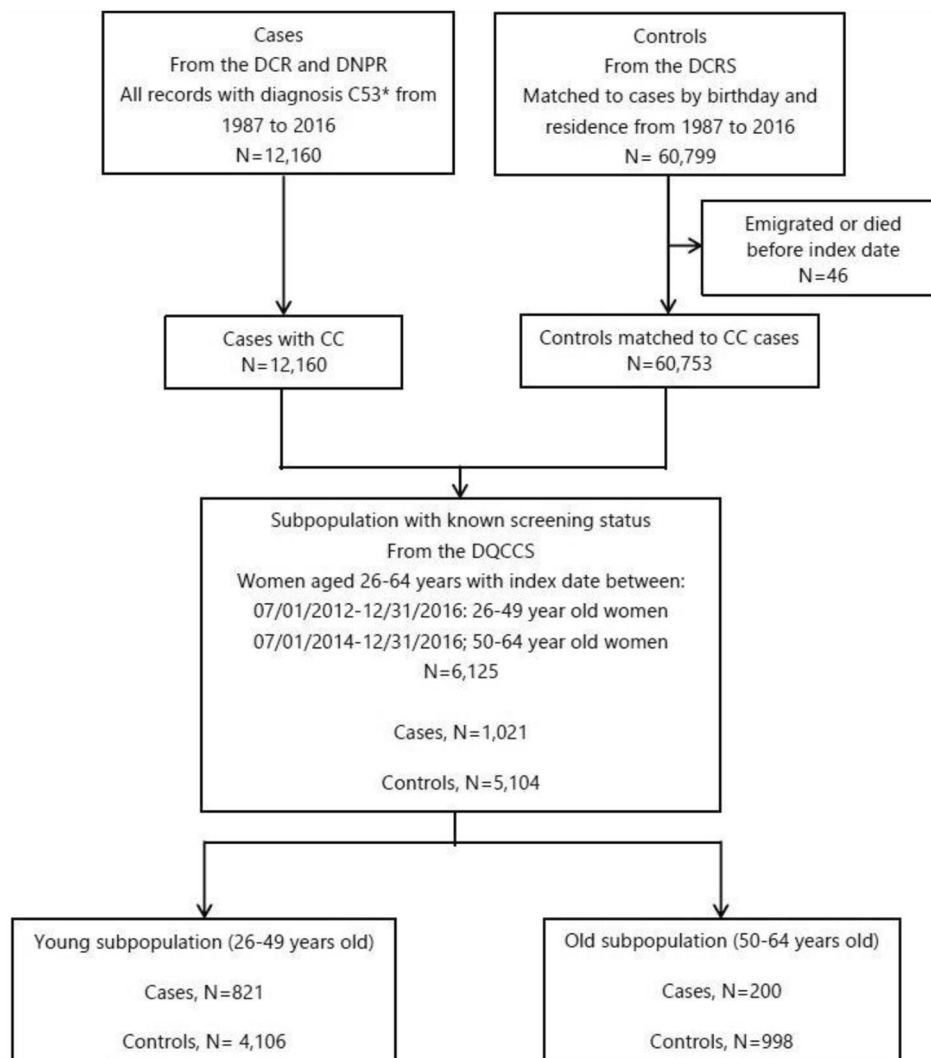 Cases
From the DCR and DNPR
All records with diagnosis C53* from
1987 to 2016
N=12,160
Controls
From the DCRS
Matched to cases by birthday and
residence from 1987 to 2016
N= 60,799
Emigrated or died
before index date
N=46
Cases with CC
N=12,160
Controls matched to CC cases
N=60,753
Subpopulation with known screening status
From the DQCCS
Women aged 26-64 years with index date between:
07/01/2012-12/31/2016: 26-49 year old women
07/01/2014-12/31/2016; 50-64 year old women
N=6,125
Cases, N=1,021
Controls, N=5,104
Young subpopulation (26-49 years old)
Cases, N=821
Controls, N= 4,106
Old subpopulation (50-64 years old)
Cases, N=200
Controls, N=998